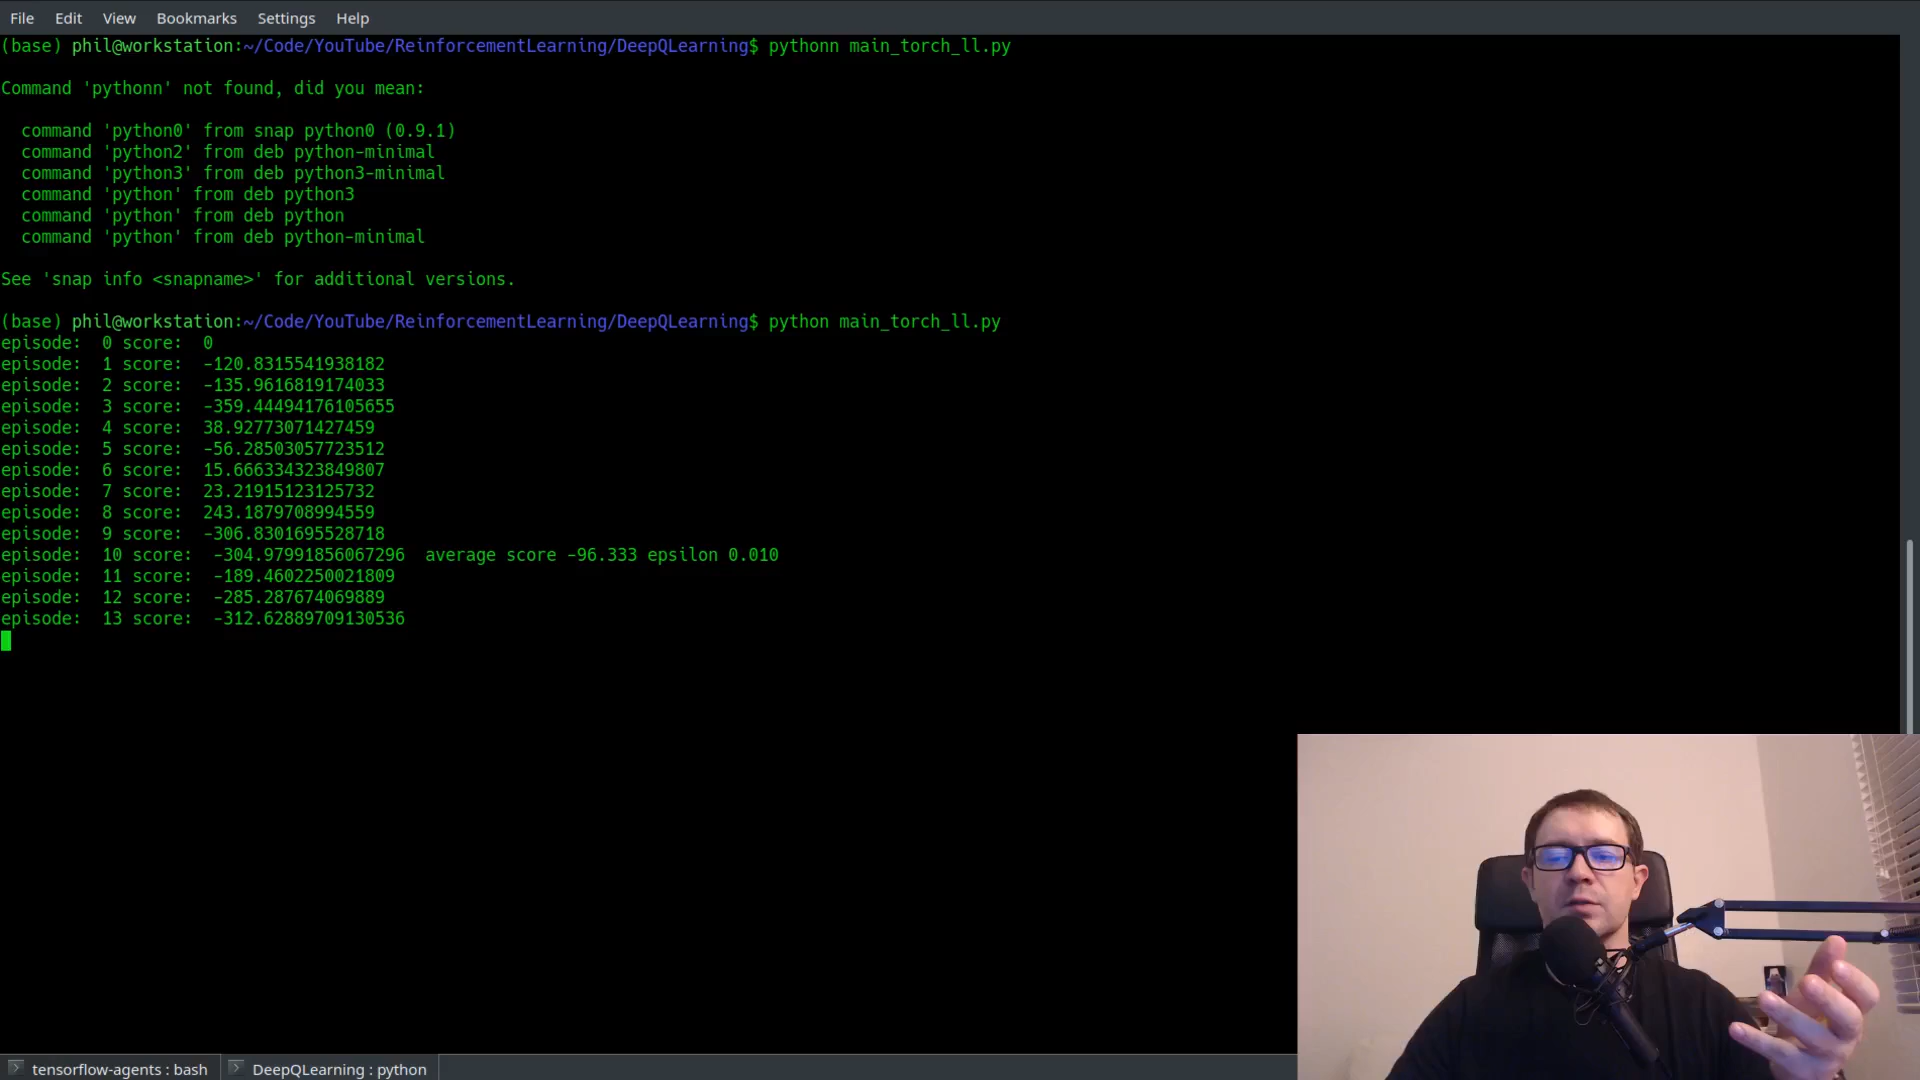 File Edit View Bookmarks Settings Help
(base) phil@workstation:~/Code/YouTube/ReinforcementLearning/DeepQLearning$ pythonn main_torch_ll.py
Command 'pythonn' not found, did you mean:
command 'python0' from snap python0 (0.9.1)
command 'python2' from deb python-minimal
command 'python3' from deb python3-minimal
command 'python' from deb python3
command 'python' from deb python
command 'python' from deb python-minimal
See 'snap info <snapname>' for additional versions.
(base) phil@workstation:~/Code/YouTube/ReinforcementLearning/DeepQLearning$ python main_torch_ll.py
episode: 0 score: 0
episode: 1 score: -120.8315541938182
episode: 2 score: -135.9616819174033
episode: 3 score: -359.44494176105655
episode: 4 score: 38.92773071427459
episode: 5 score: -56.28503057723512
episode: 6 score: 15.666334323849807
episode: 7 score: 23.21915123125732
episode: 8 score: 243.1879708994559
episode: 9 score: -306.8301695528718
episode: 10 score: -304.97991856067296 average score -96.333 epsilon 0.010
episode: 11 score: -189.4602250021809
episode: 12 score: -285.287674069889
episode: 13 score: -312.62889709130536
tensorflow-agents : bash DeepQLearning : python